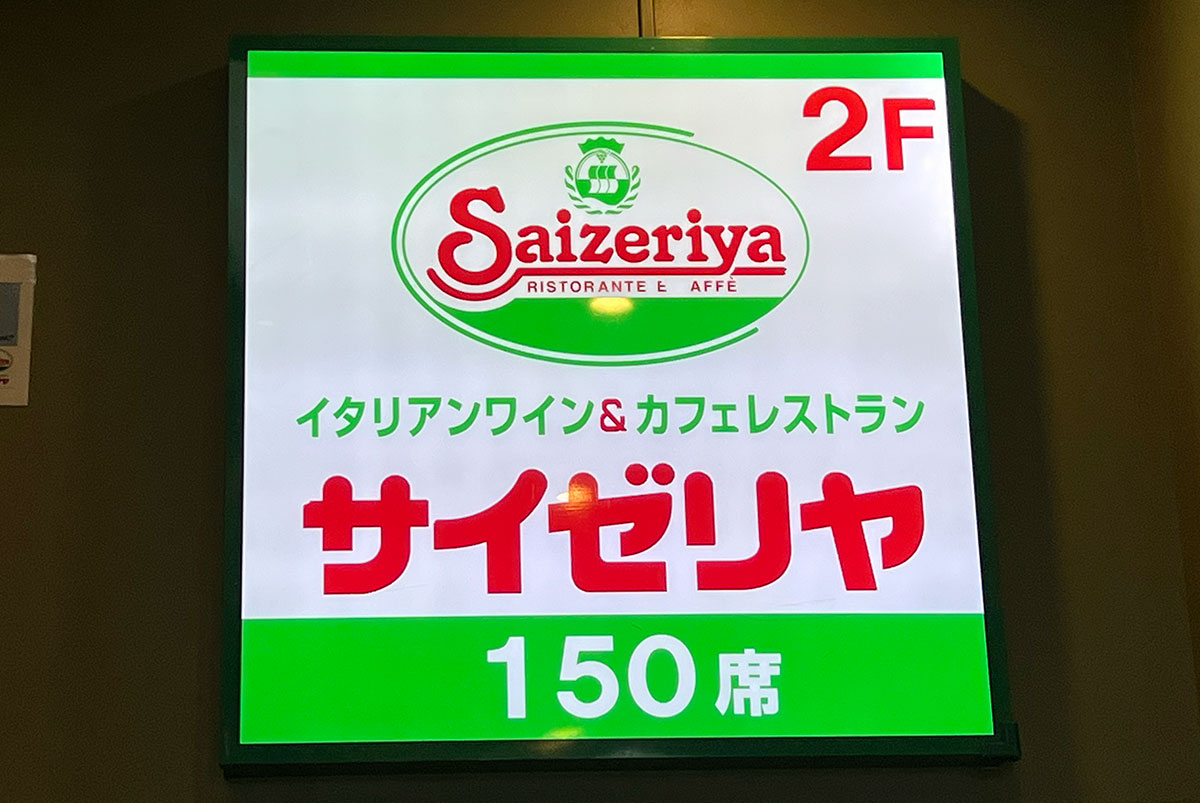 2F
Saizeriya
RISTORANTE E AFFÈ
イタリアンワイン&カフェレストラン
サイゼリヤ
150席